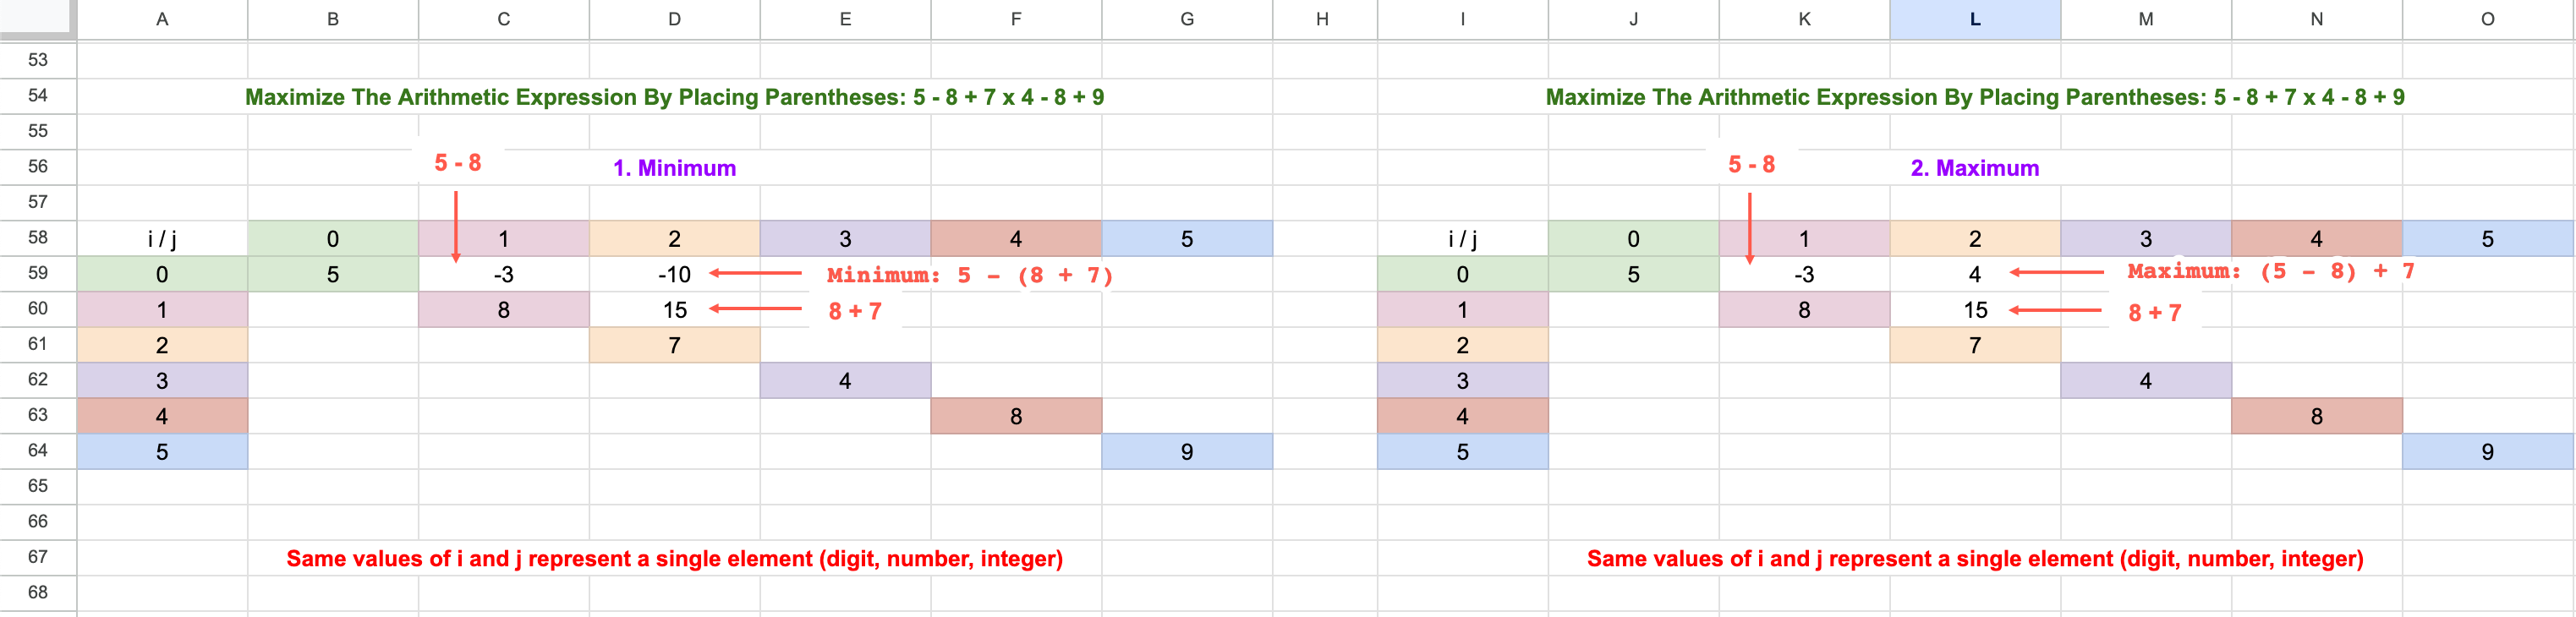 A B C D E F G H I J K L M N O
53
54 Maximize The Arithmetic Expression By Placing Parentheses: 5 - 8 + 7 x 4 - 8 + 9 Maximize The Arithmetic Expression By Placing Parentheses: 5 - 8 + 7 x 4 - 8 + 9
55
56 5 - 8 1. Minimum 5 - 8 2. Maximum
57
58 i / j 0 1 2 3 4 5 i / j 0 1 2 3 4 5
59 0 5 -3 -10 Minimum: 5 - (8 + 7) 0 5 -3 4 Maximum: (5 - 8) + 7
60 1 8 15 8 + 7 1 8 15 8 + 7
61 2 7 2 7
62 3 4 3 4
63 4 8 4 8
64 5 9 5 9
65
66
67 Same values of i and j represent a single element (digit, number, integer) Same values of i and j represent a single element (digit, number, integer)
68